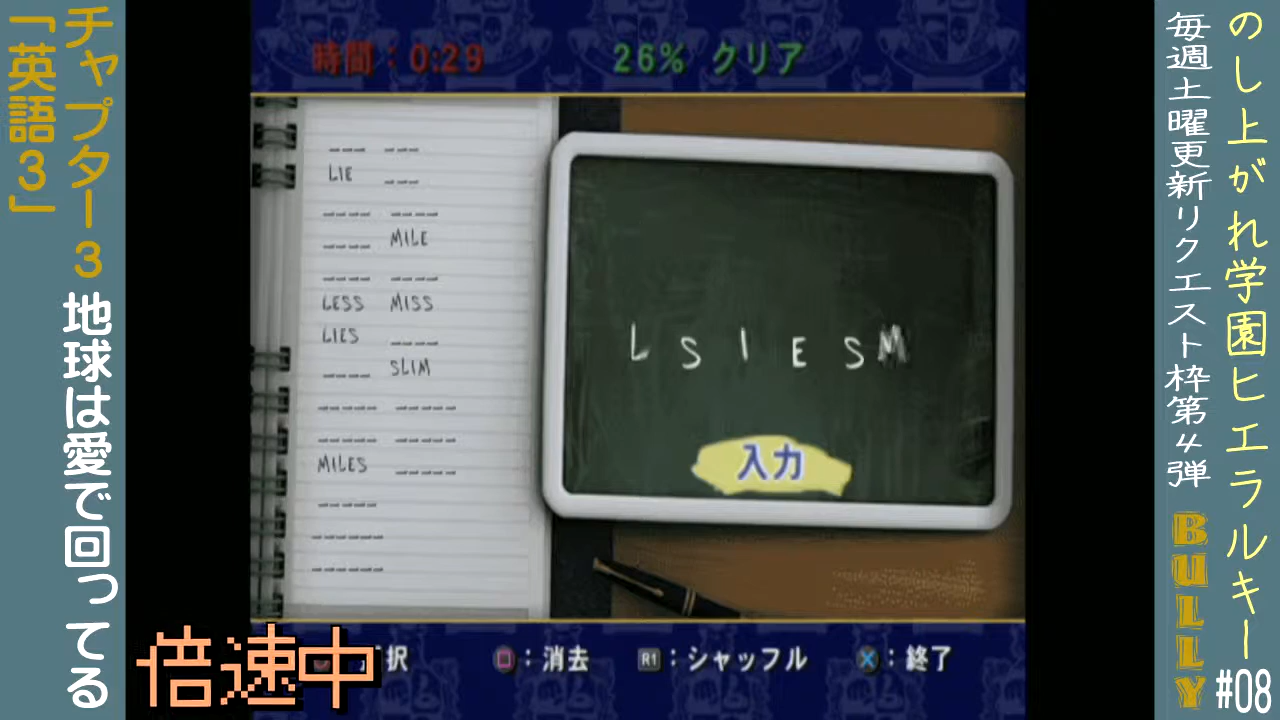 のし上がれ学園ヒエラルキー#08
毎週土曜更新リクエスト枠第4弾 BULLY
チャプター3 地球は愛で回ってる
「英語3」
時間：0:29
26% クリア
LIE
MILE
LESS MISS
LIES
SLIM
MILES
L S I E S M
入力
倍速中
択
：消去
R1：シャッフル
：終了